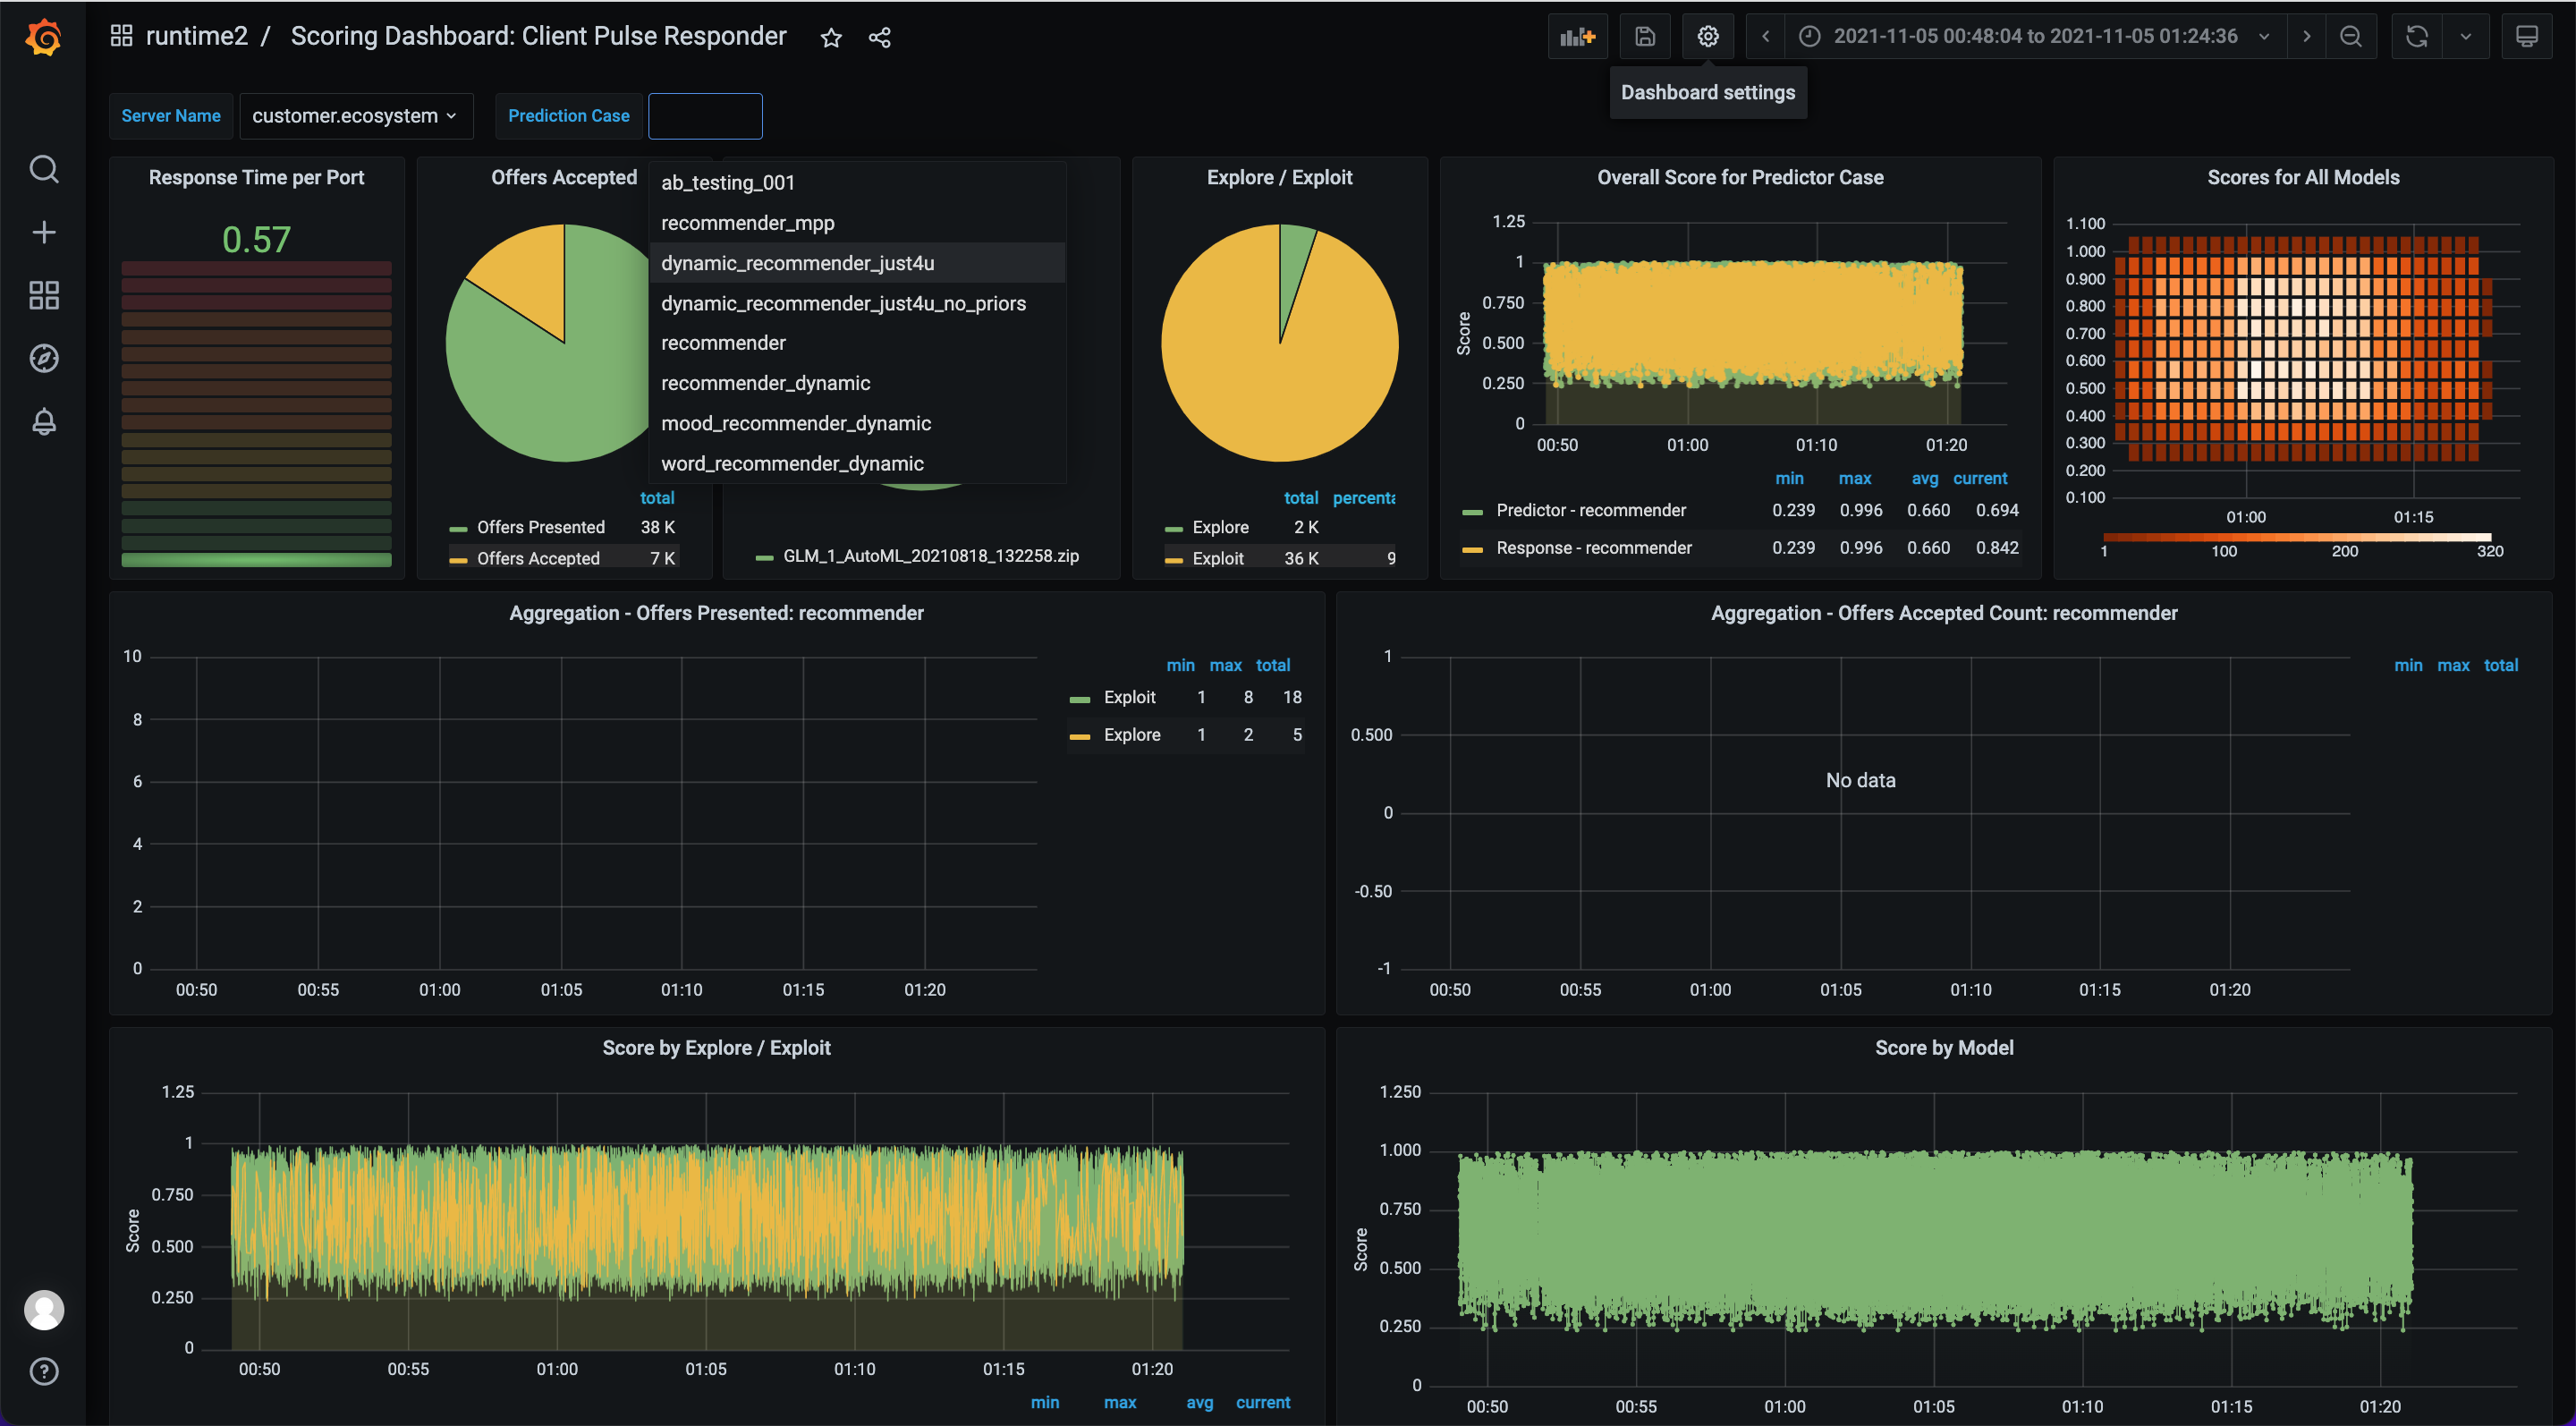 runtime2 / Scoring Dashboard: Client Pulse Responder
2021-11-05 00:48:04 to 2021-11-05 01:24:36
Dashboard settings
Server Name customer.ecosystem Prediction Case
ab_testing_001
recommender_mpp
dynamic_recommender_just4u
dynamic_recommender_just4u_no_priors
recommender
recommender_dynamic
mood_recommender_dynamic
word_recommender_dynamic
Response Time per Port
0.57
Offers Accepted
total
Offers Presented 38 K
Offers Accepted 7 K
GLM_1_AutoML_20210818_132258.zip
Explore / Exploit
total percenta
Explore 2 K
Exploit 36 K 9
Overall Score for Predictor Case
Score
1.25
1
0.750
0.500
0.250
0
00:50 01:00 01:10 01:20
min max avg current
Predictor - recommender 0.239 0.996 0.660 0.694
Response - recommender 0.239 0.996 0.660 0.842
Scores for All Models
1.100
1.000
0.900
0.800
0.700
0.600
0.500
0.400
0.300
0.200
0.100
01:00 01:15
1 100 200 320
Aggregation - Offers Presented: recommender
10
8
6
4
2
0
00:50 00:55 01:00 01:05 01:10 01:15 01:20
min max total
Exploit 1 8 18
Explore 1 2 5
Aggregation - Offers Accepted Count: recommender
1
0.500
0
-0.50
-1
No data
00:50 00:55 01:00 01:05 01:10 01:15 01:20
min max total
Score by Explore / Exploit
Score
1.25
1
0.750
0.500
0.250
0
00:50 00:55 01:00 01:05 01:10 01:15 01:20
min max avg current
Score by Model
Score
1.250
1.000
0.750
0.500
0.250
0
00:50 00:55 01:00 01:05 01:10 01:15 01:20